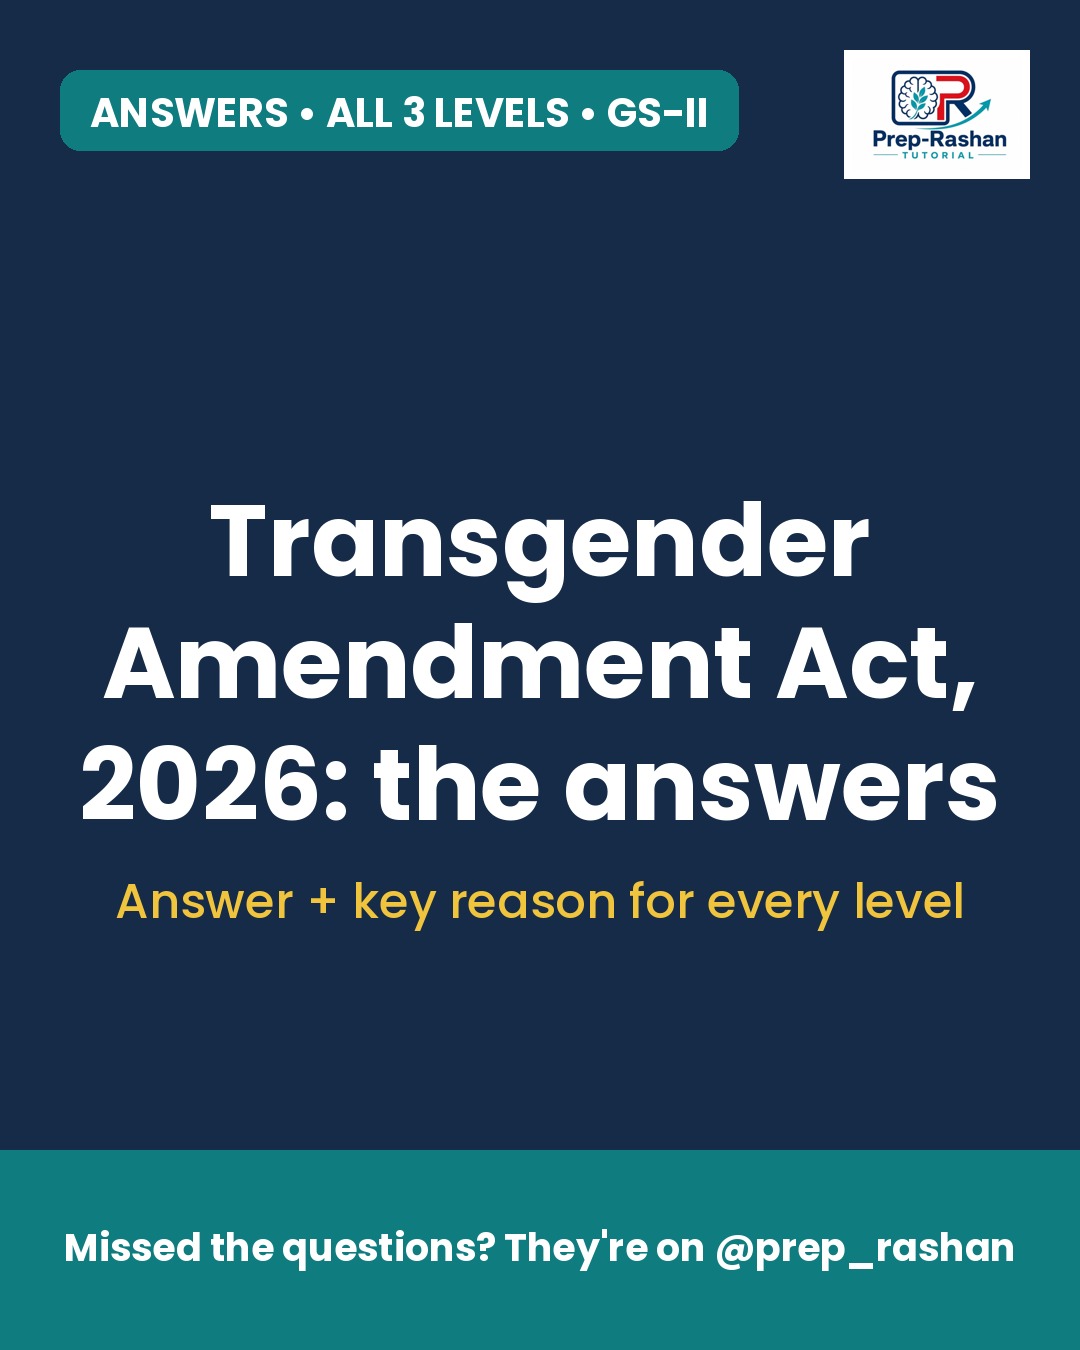 ANSWERS • ALL 3 LEVELS • GS-II
PR
Prep-Rashan
TUTORIAL
Transgender
Amendment Act,
2026: the answers
Answer + key reason for every level
Missed the questions? They're on @prep_rashan